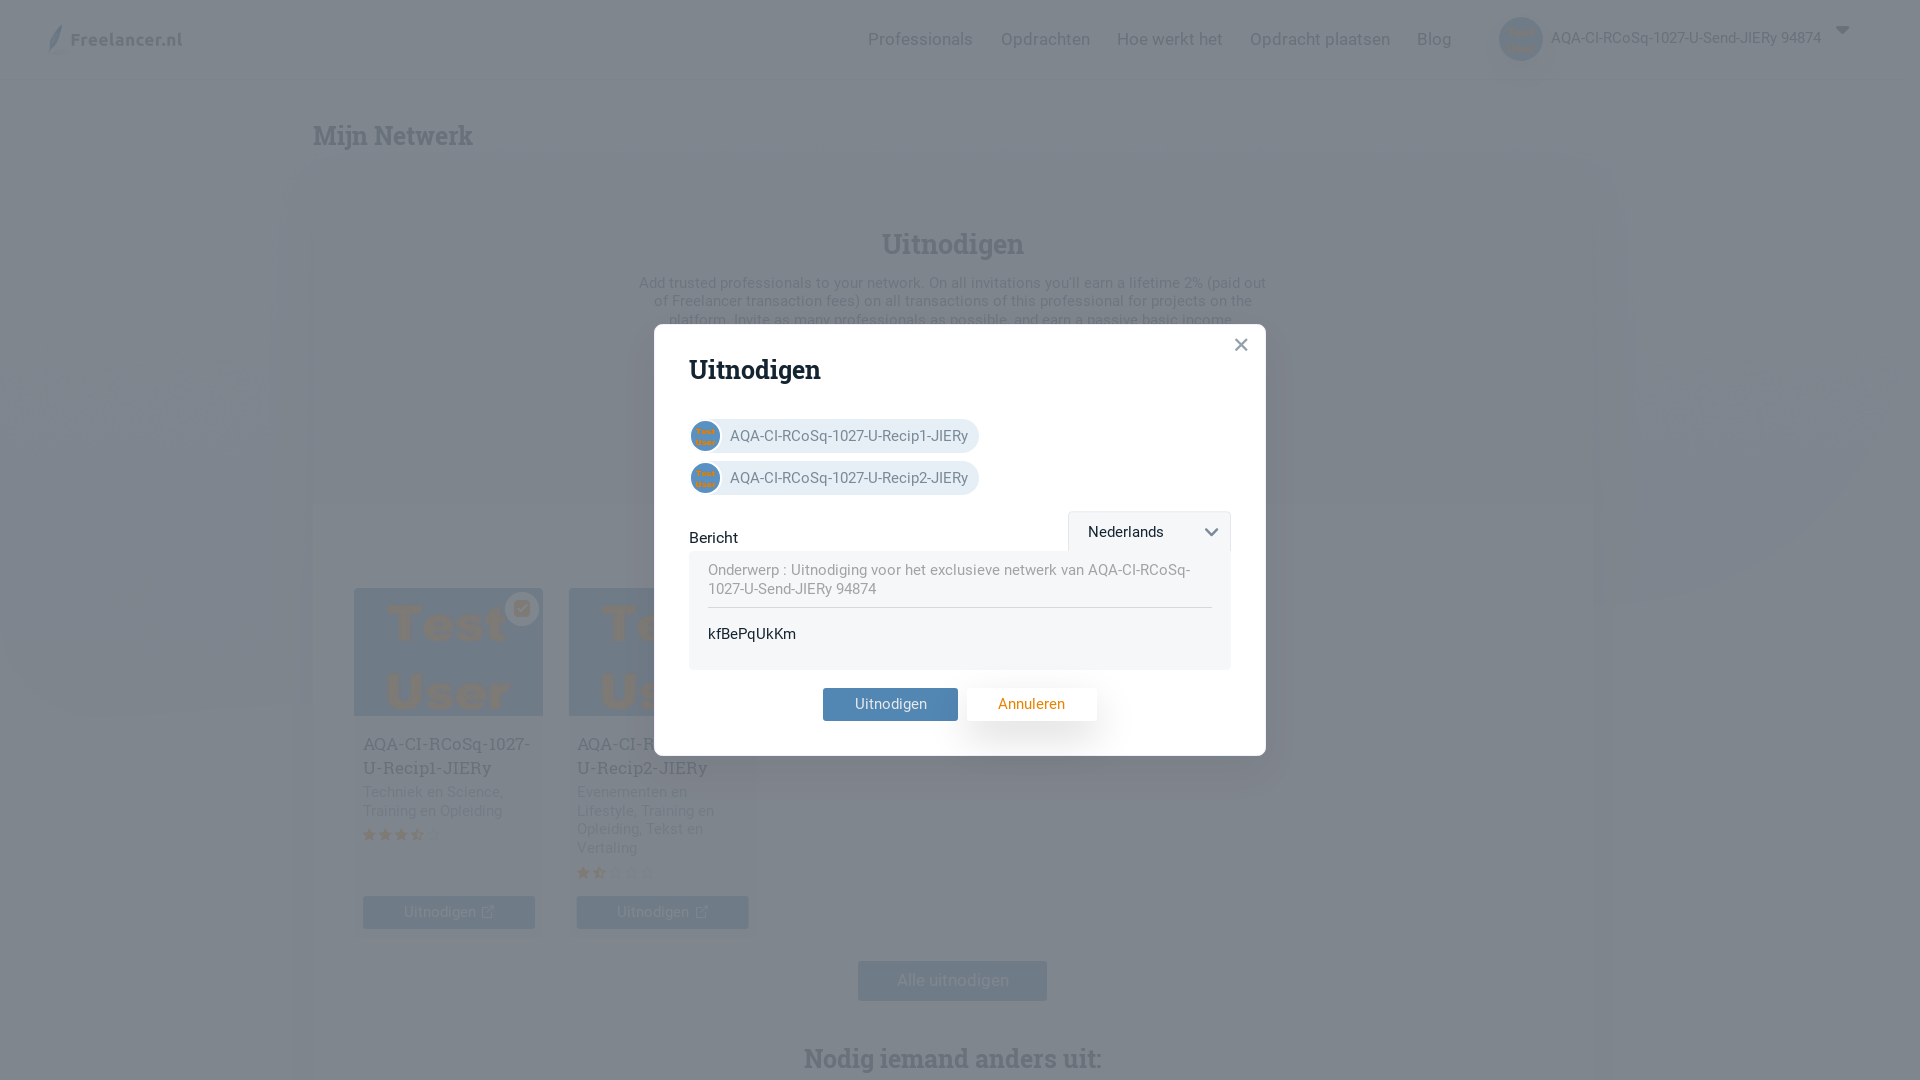 Freelancer.nl
Professionals Opdrachten Hoe werkt het Opdracht plaatsen Blog AQA-CI-RCoSq-1027-U-Send-JIERy 94874
Mijn Netwerk
Uitnodigen
Add trusted professionals to your network. On all invitations you'll earn a lifetime 2% (paid out
of Freelancer transaction fees) on all transactions of this professional for projects on the
platform. Invite as many professionals as possible, and earn a passive basic income.
Uitnodigen
AQA-CI-RCoSq-1027-U-Recip1-JIERy
AQA-CI-RCoSq-1027-U-Recip2-JIERy
Bericht
Nederlands
Onderwerp : Uitnodiging voor het exclusieve netwerk van AQA-CI-RCoSq-
1027-U-Send-JIERy 94874
kfBePqUkKm
Uitnodigen Annuleren
Test
User
AQA-CI-RCoSq-1027-
U-Recip1-JIERy
Techniek en Science,
Training en Opleiding
Uitnodigen
AQA-CI-R
U-Recip2-JIERy
Evenementen en
Lifestyle, Training en
Opleiding, Tekst en
Vertaling
Uitnodigen
Alle uitnodigen
Nodig iemand anders uit: